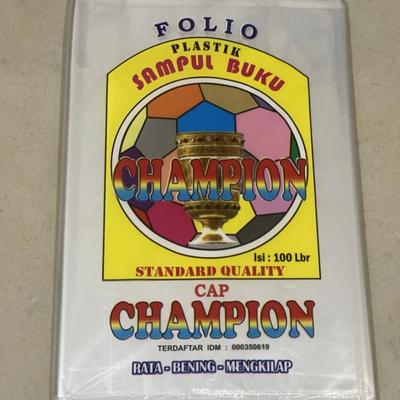 FOLIO
PLASTIK
SAMPUL BUKU
CHAMPION
Isi : 100 Lbr
STANDARD QUALITY
CAP
CHAMPION
TERDAFTAR IDM : 000350619
RATA - BENING - MENGKILAP